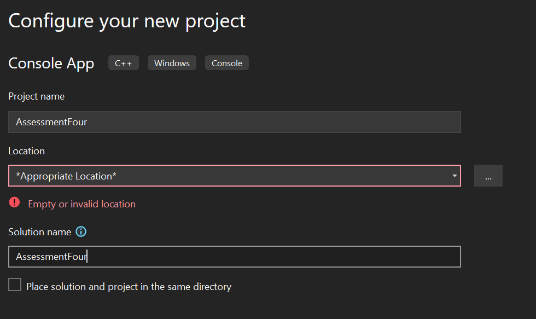 Configure your new project
Console App C++ Windows Console
Project name
AssessmentFour
Location
*Appropriate Location* ...
Empty or invalid location
Solution name
AssessmentFour
Place solution and project in the same directory